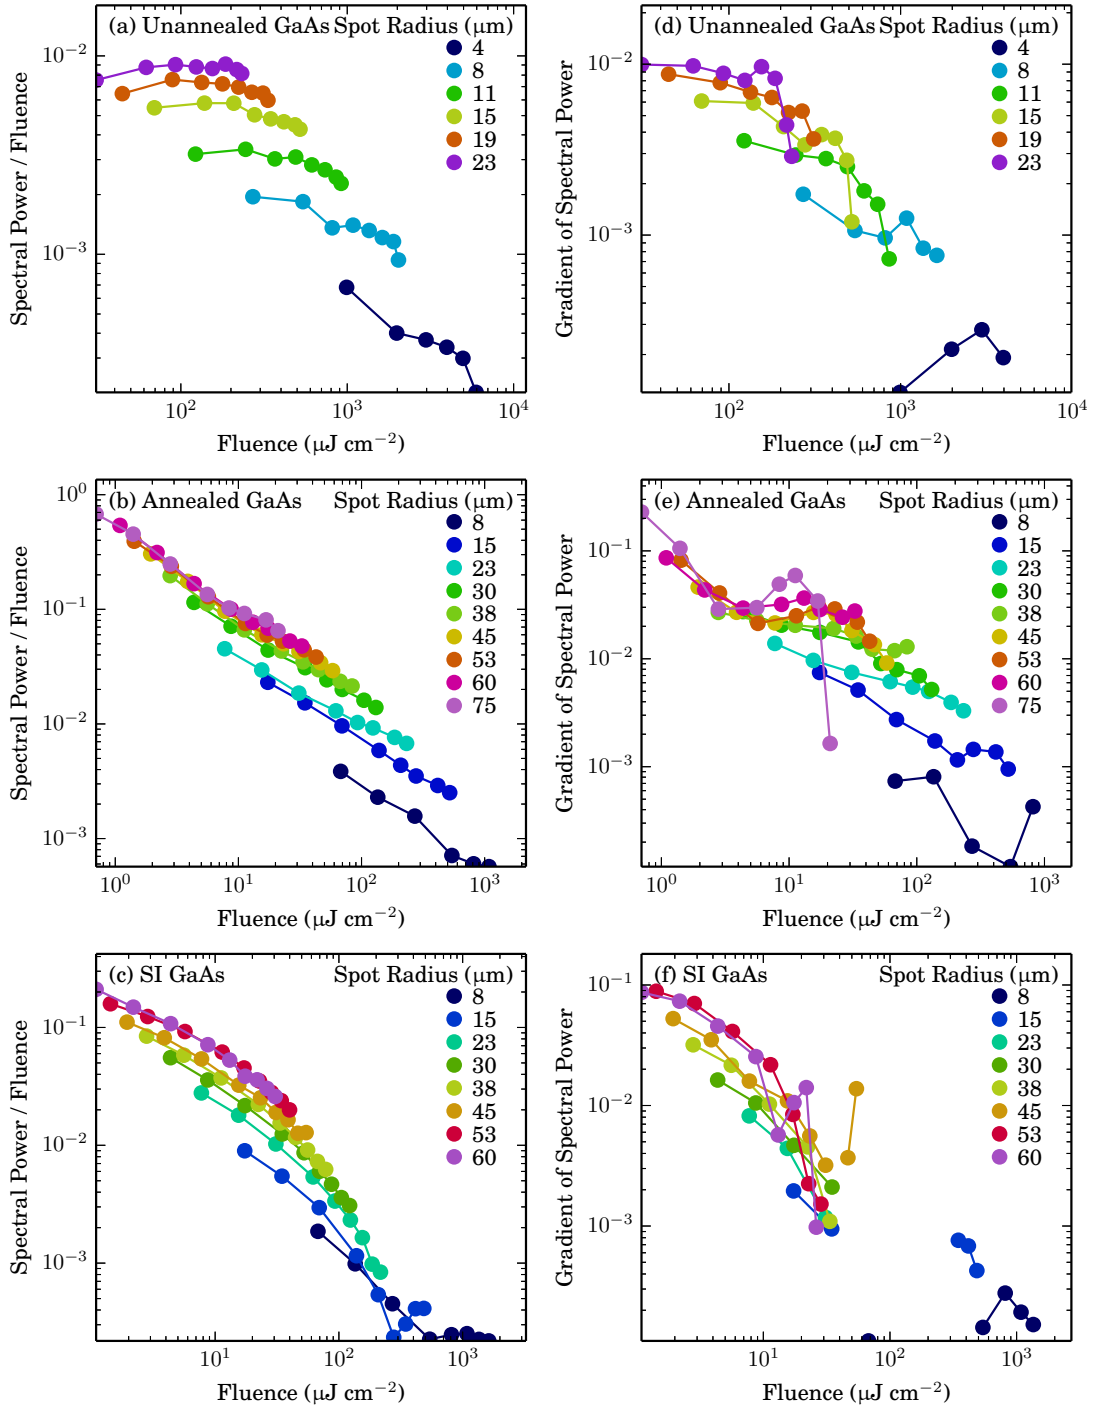 (a) Unannealed GaAs Spot Radius (μm)
4
8
11
15
19
23
10⁻²
10⁻³
Spectral Power / Fluence
10² 10³ 10⁴
Fluence (μJ cm⁻²)
(d) Unannealed GaAs Spot Radius (μm)
4
8
11
15
19
23
10⁻²
10⁻³
Gradient of Spectral Power
10² 10³ 10⁴
Fluence (μJ cm⁻²)
(b) Annealed GaAs Spot Radius (μm)
8
15
23
30
38
45
53
60
75
10⁰
10⁻¹
10⁻²
10⁻³
Spectral Power / Fluence
10⁰ 10¹ 10² 10³
Fluence (μJ cm⁻²)
(e) Annealed GaAs Spot Radius (μm)
8
15
23
30
38
45
53
60
75
10⁻¹
10⁻²
10⁻³
Gradient of Spectral Power
10⁰ 10¹ 10² 10³
Fluence (μJ cm⁻²)
(c) SI GaAs Spot Radius (μm)
8
15
23
30
38
45
53
60
10⁻¹
10⁻²
10⁻³
Spectral Power / Fluence
10¹ 10² 10³
Fluence (μJ cm⁻²)
(f) SI GaAs Spot Radius (μm)
8
15
23
30
38
45
53
60
10⁻¹
10⁻²
10⁻³
Gradient of Spectral Power
10¹ 10² 10³
Fluence (μJ cm⁻²)